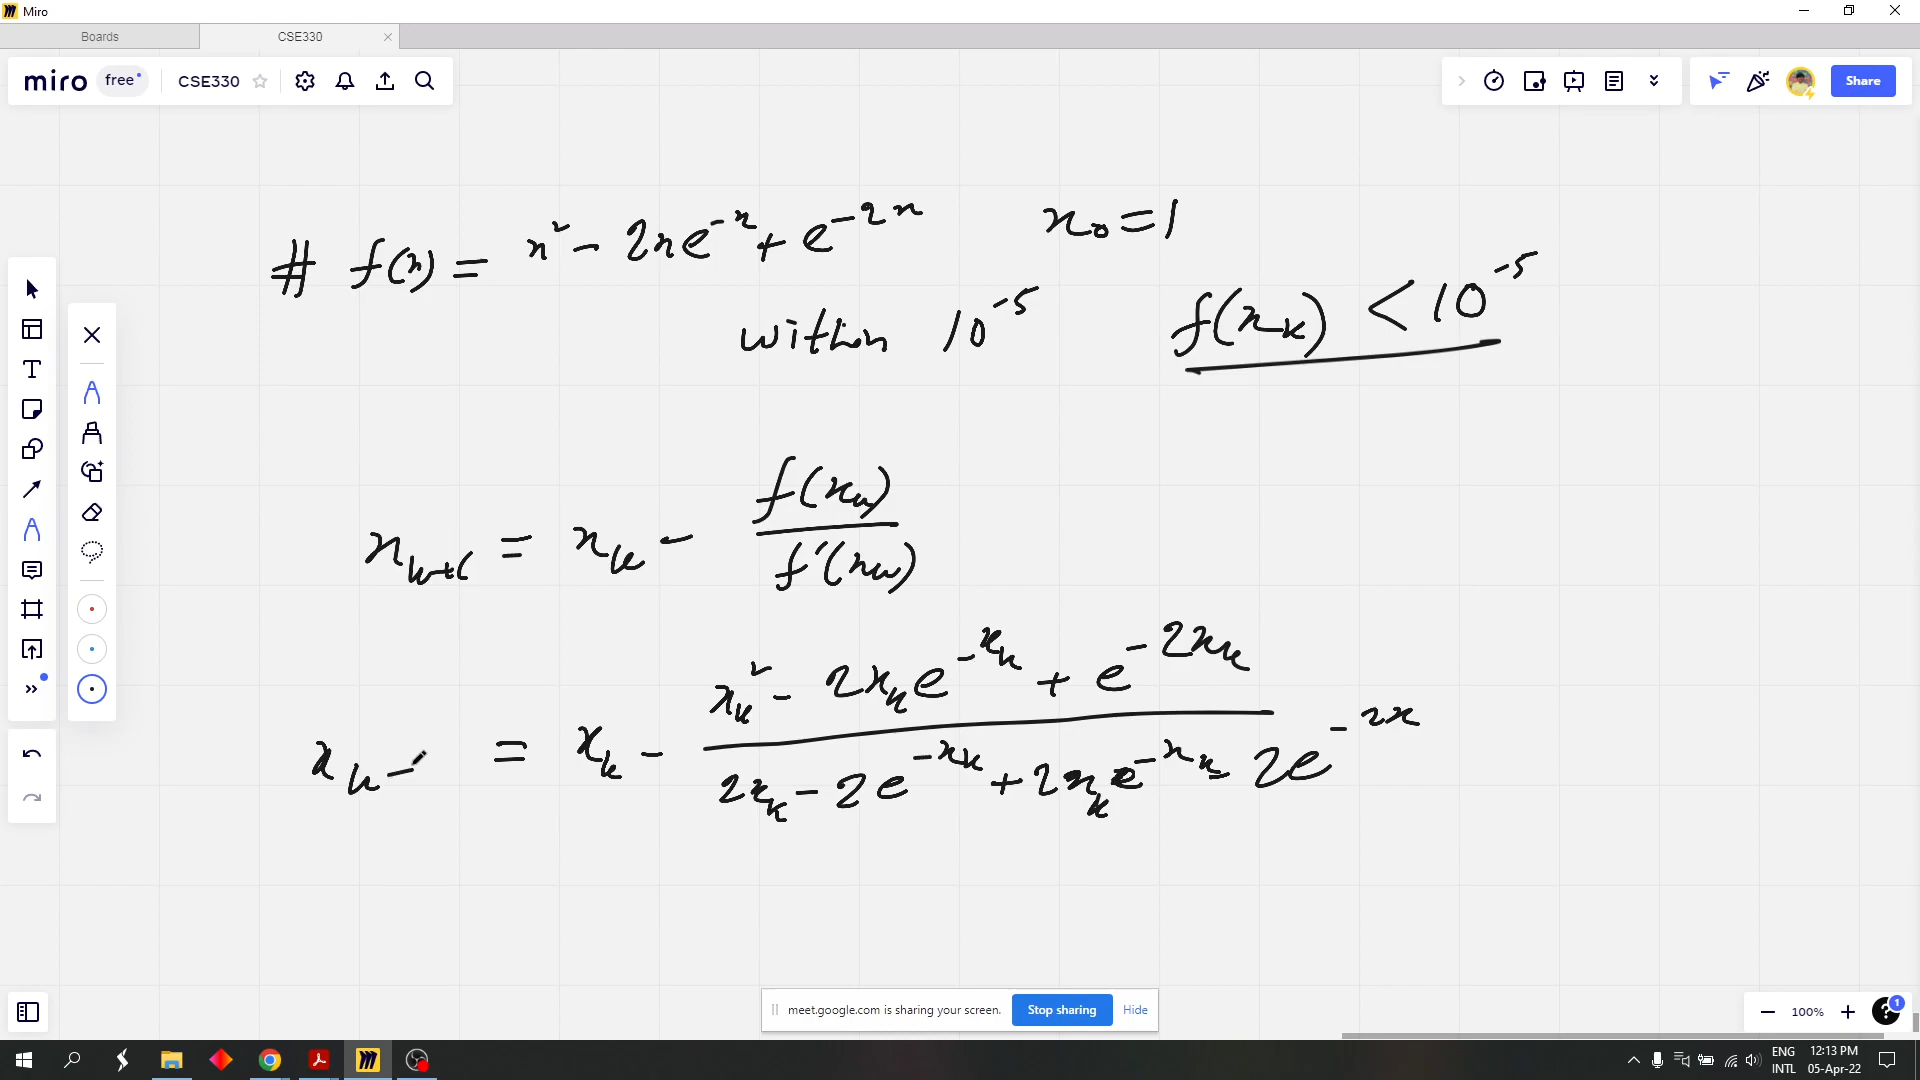 Miro
Boards
CSE330
miro free CSE330
Share
# f(x) = x² - 2xe^{-x} + e^{-2x}    x₀ = 1
within 10^{-5}    f(x_k) < 10^{-5}
x_{k+1} = x_k - f(x_k) / f'(x_k)
x_{k- = x_k - (x_k² - 2x_k e^{-x_k} + e^{-2x_k}) / (2x_k - 2e^{-x_k} + 2x_k e^{-x_k} - 2e^{-2x})
meet.google.com is sharing your screen. Stop sharing Hide
100% ? 1
ENG 12:13 PM
INTL 05-Apr-22